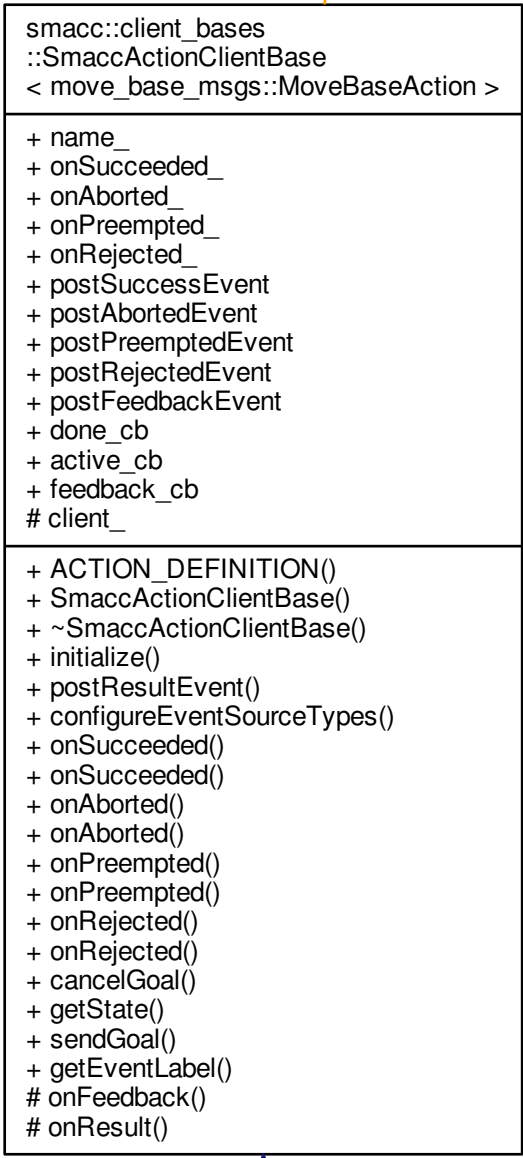 smacc::client_bases
::SmaccActionClientBase
< move_base_msgs::MoveBaseAction >
+ name_
+ onSucceeded_
+ onAborted_
+ onPreempted_
+ onRejected_
+ postSuccessEvent
+ postAbortedEvent
+ postPreemptedEvent
+ postRejectedEvent
+ postFeedbackEvent
+ done_cb
+ active_cb
+ feedback_cb
# client_
+ ACTION_DEFINITION()
+ SmaccActionClientBase()
+ ~SmaccActionClientBase()
+ initialize()
+ postResultEvent()
+ configureEventSourceTypes()
+ onSucceeded()
+ onSucceeded()
+ onAborted()
+ onAborted()
+ onPreempted()
+ onPreempted()
+ onRejected()
+ onRejected()
+ cancelGoal()
+ getState()
+ sendGoal()
+ getEventLabel()
# onFeedback()
# onResult()